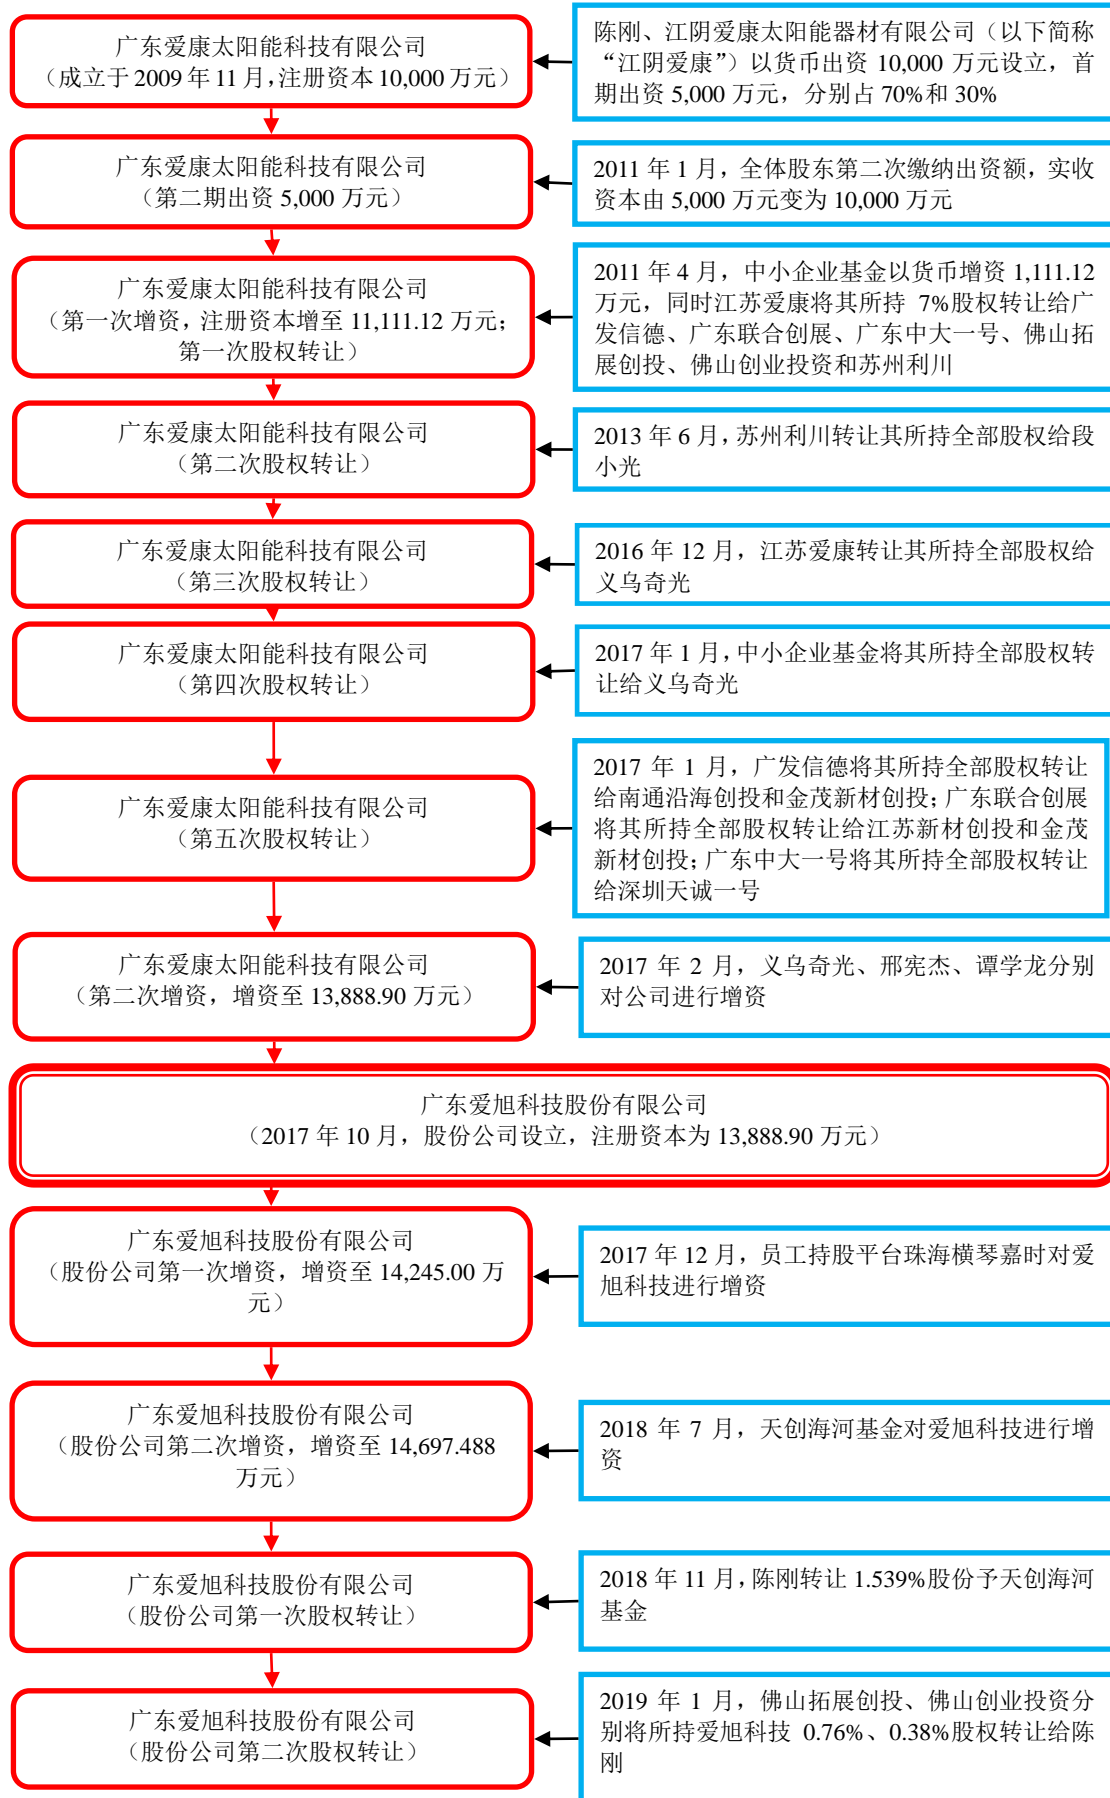 广东爱康太阳能科技有限公司
（成立于 2009 年 11 月，注册资本 10,000 万元）
陈刚、江阴爱康太阳能器材有限公司（以下简称
“江阴爱康”）以货币出资 10,000 万元设立，首
期出资 5,000 万元，分别占 70%和 30%
广东爱康太阳能科技有限公司
（第二期出资 5,000 万元）
2011 年 1 月，全体股东第二次缴纳出资额，实收
资本由 5,000 万元变为 10,000 万元
广东爱康太阳能科技有限公司
（第一次增资，注册资本增至 11,111.12 万元；
第一次股权转让）
2011 年 4 月，中小企业基金以货币增资 1,111.12
万元，同时江苏爱康将其所持 7%股权转让给广
发信德、广东联合创展、广东中大一号、佛山拓
展创投、佛山创业投资和苏州利川
广东爱康太阳能科技有限公司
（第二次股权转让）
2013 年 6 月，苏州利川转让其所持全部股权给段
小光
广东爱康太阳能科技有限公司
（第三次股权转让）
2016 年 12 月，江苏爱康转让其所持全部股权给
义乌奇光
广东爱康太阳能科技有限公司
（第四次股权转让）
2017 年 1 月，中小企业基金将其所持全部股权转
让给义乌奇光
广东爱康太阳能科技有限公司
（第五次股权转让）
2017 年 1 月，广发信德将其所持全部股权转让
给南通沿海创投和金茂新材创投；广东联合创展
将其所持全部股权转让给江苏新材创投和金茂
新材创投；广东中大一号将其所持全部股权转让
给深圳天诚一号
广东爱康太阳能科技有限公司
（第二次增资，增资至 13,888.90 万元）
2017 年 2 月，义乌奇光、邢宪杰、谭学龙分别
对公司进行增资
广东爱旭科技股份有限公司
（2017 年 10 月，股份公司设立，注册资本为 13,888.90 万元）
广东爱旭科技股份有限公司
（股份公司第一次增资，增资至 14,245.00 万
元）
2017 年 12 月，员工持股平台珠海横琴嘉时对爱
旭科技进行增资
广东爱旭科技股份有限公司
（股份公司第二次增资，增资至 14,697.488
万元）
2018 年 7 月，天创海河基金对爱旭科技进行增
资
广东爱旭科技股份有限公司
（股份公司第一次股权转让）
2018 年 11 月，陈刚转让 1.539%股份予天创海河
基金
广东爱旭科技股份有限公司
（股份公司第二次股权转让）
2019 年 1 月，佛山拓展创投、佛山创业投资分
别将所持爱旭科技 0.76%、0.38%股权转让给陈
刚